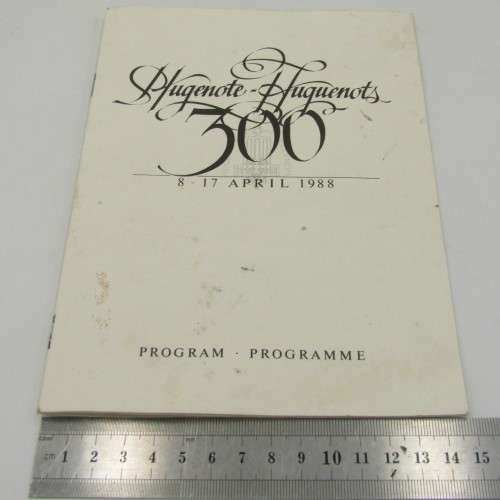 Hugenote - Huguenots
300
8 - 17 APRIL 1988
PROGRAM · PROGRAMME
1 2 3 4 5 6 7 8 9 10 11 12 13 14 15